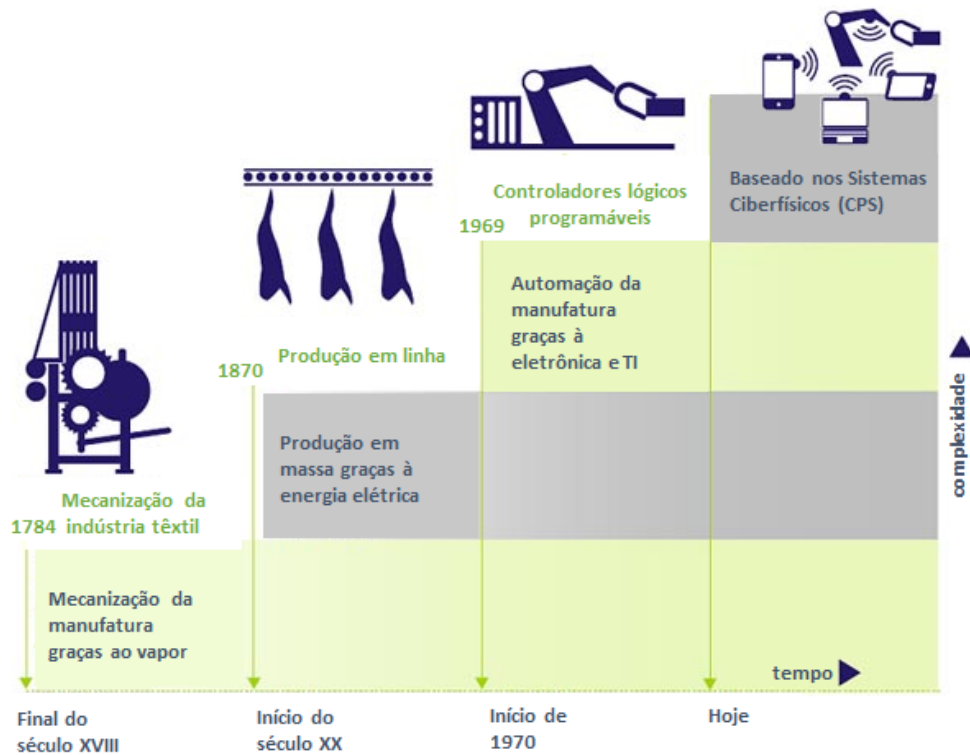 Baseado nos Sistemas
Ciberfísicos (CPS)
Controladores lógicos
programáveis
1969
Automação da
manufatura
graças à
eletrônica e TI
Produção em linha
1870
Produção em
massa graças à
energia elétrica
Mecanização da
1784 indústria têxtil
Mecanização da
manufatura
graças ao vapor
complexidade
tempo
Final do
século XVIII
Início do
século XX
Início de
1970
Hoje